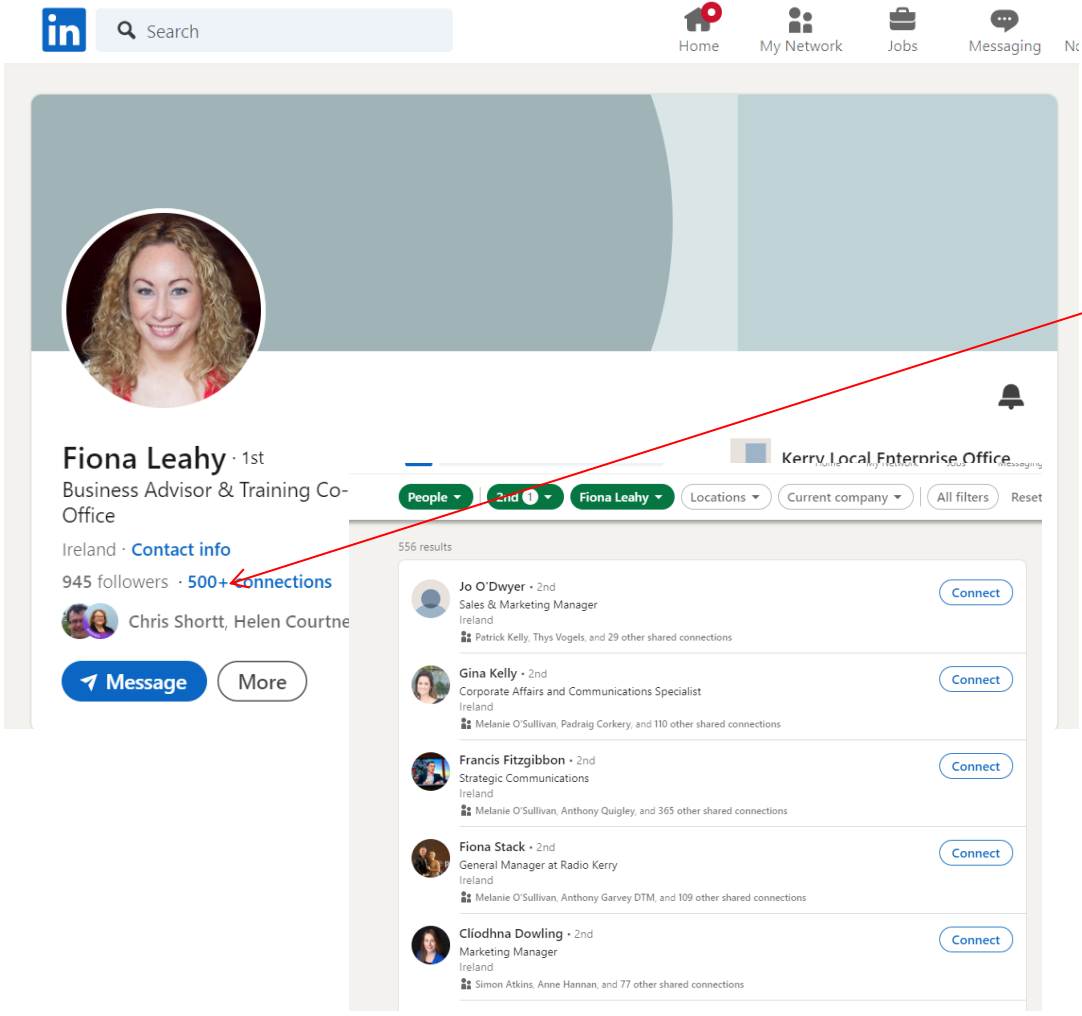 in Search
Home My Network Jobs Messaging No
Fiona Leahy · 1st
Business Advisor & Training Co-
Office
Ireland · Contact info
945 followers · 500+ connections
Chris Shortt, Helen Courtne
Message More
Kerry Local Enterprise Office
Home My Network Jobs Messaging
People 2nd 1 Fiona Leahy Locations Current company All filters Reset
556 results
Jo O'Dwyer • 2nd
Sales & Marketing Manager
Ireland
Patrick Kelly, Thys Vogels, and 29 other shared connections
Connect
Gina Kelly • 2nd
Corporate Affairs and Communications Specialist
Ireland
Melanie O'Sullivan, Padraig Corkery, and 110 other shared connections
Connect
Francis Fitzgibbon • 2nd
Strategic Communications
Ireland
Melanie O'Sullivan, Anthony Quigley, and 365 other shared connections
Connect
Fiona Stack • 2nd
General Manager at Radio Kerry
Ireland
Melanie O'Sullivan, Anthony Garvey DTM, and 109 other shared connections
Connect
Clíodhna Dowling • 2nd
Marketing Manager
Ireland
Simon Atkins, Anne Hannan, and 77 other shared connections
Connect